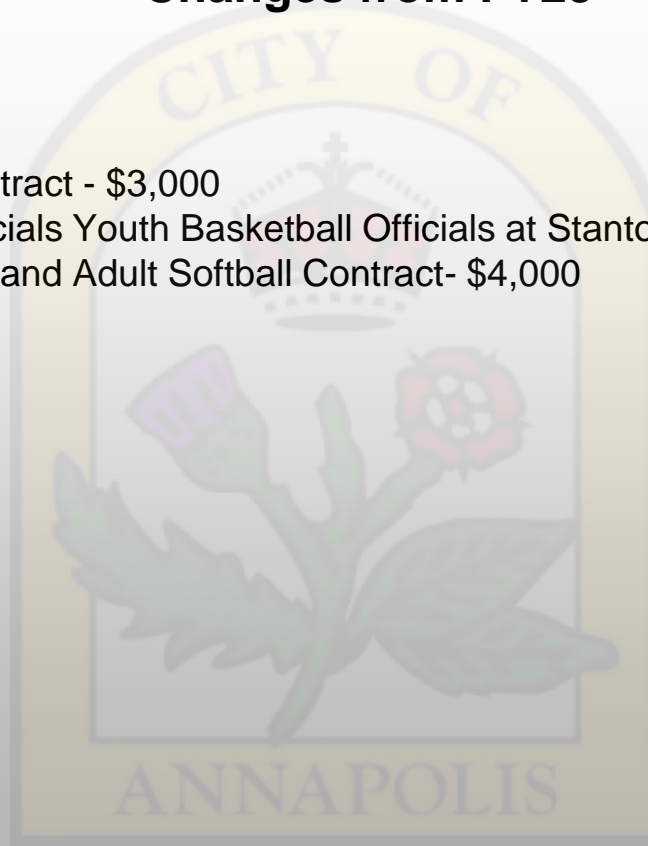 from
CITY OF
tract - $3,000
cials Youth Basketball Officials at Stanto
and Adult Softball Contract- $4,000
ANNAPOLIS